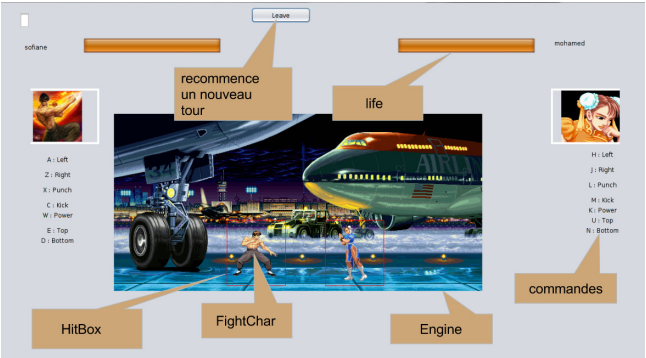 Leave
sofiane
mohamed
recommence
un nouveau
tour
life
AIRLI
A : Left
Z : Right
X : Punch
C : Kick
W : Power
E : Top
D : Bottom
H : Left
J : Right
L : Punch
M : Kick
K : Power
U : Top
N : Bottom
commandes
HitBox
FightChar
Engine